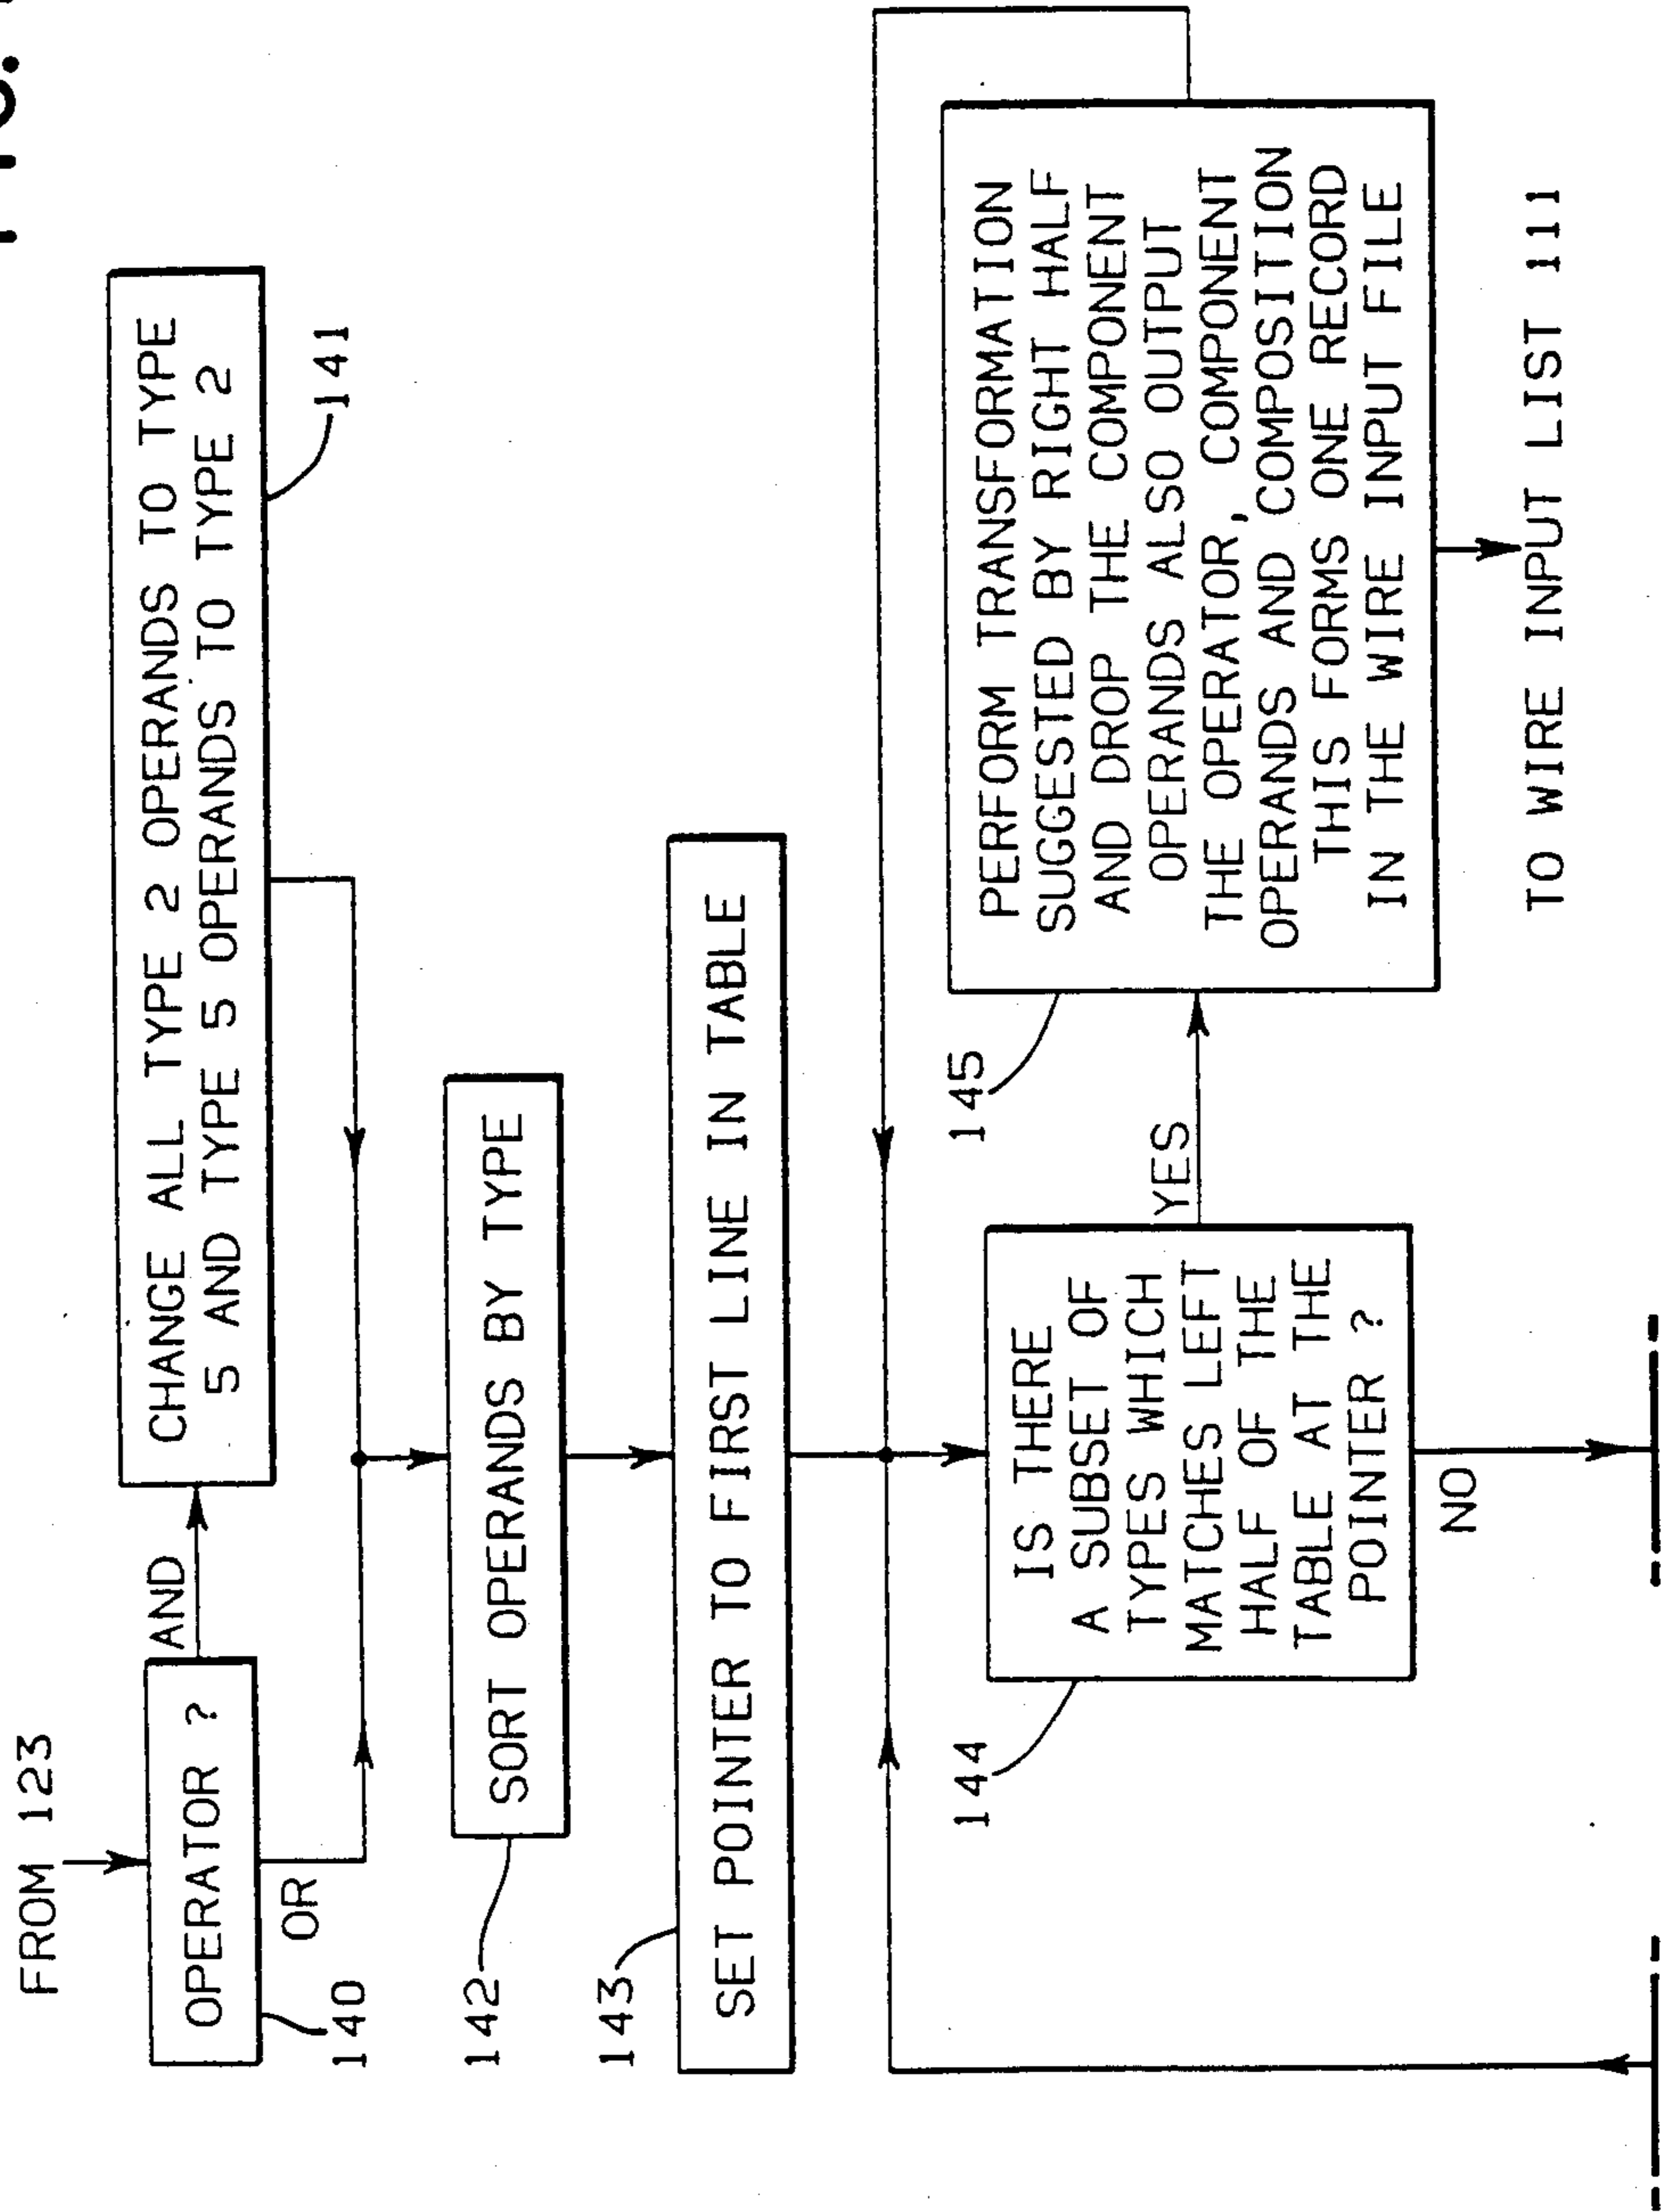 FROM 123
OPERATOR ?
AND
OR
140
CHANGE ALL TYPE 2 OPERANDS TO TYPE
5 AND TYPE 5 OPERANDS TO TYPE 2
141
SORT OPERANDS BY TYPE
142
SET POINTER TO FIRST LINE IN TABLE
143
IS THERE
A SUBSET OF
TYPES WHICH
MATCHES LEFT
HALF OF THE
TABLE AT THE
POINTER ?
144
YES
NO
145
PERFORM TRANSFORMATION
SUGGESTED BY RIGHT HALF
AND DROP THE COMPONENT
OPERANDS ALSO OUTPUT
THE OPERATOR, COMPONENT
OPERANDS AND COMPOSITION
THIS FORMS ONE RECORD
IN THE WIRE INPUT FILE
TO WIRE INPUT LIST 111